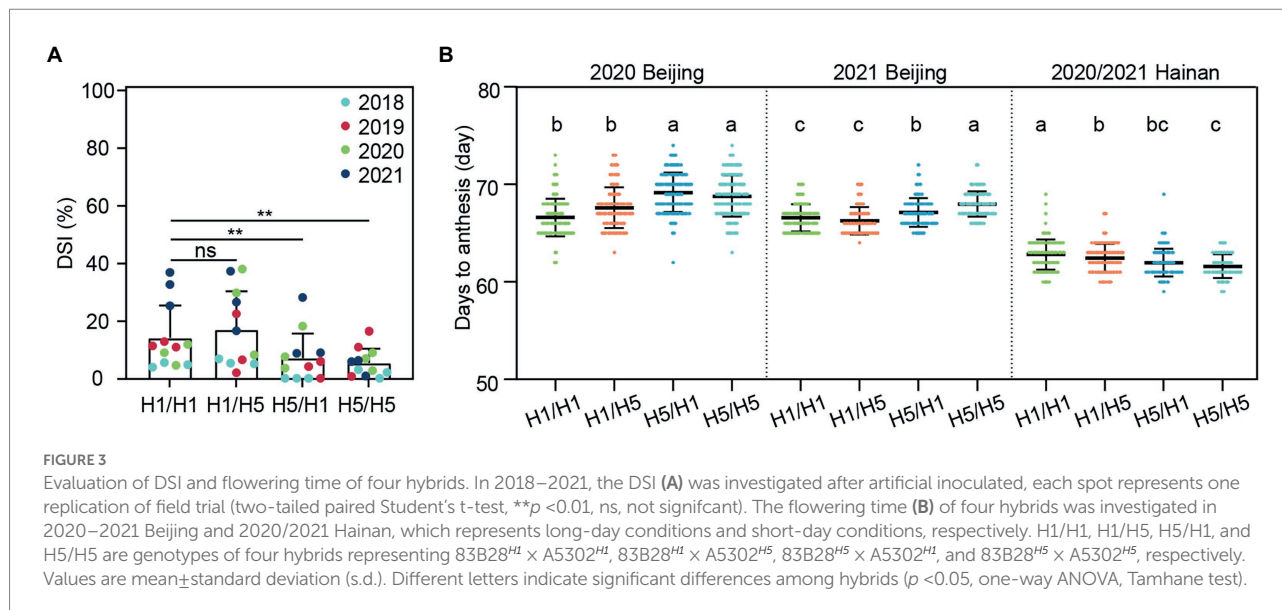 A
B
2020 Beijing
2021 Beijing
2020/2021 Hainan
100
80
60
40
20
0
DSI (%)
2018
2019
2020
2021
**
**
ns
H1/H1
H1/H5
H5/H1
H5/H5
80
70
60
50
Days to anthesis (day)
b b a a c c b a a b bc c
H1/H1 H1/H5 H5/H1 H5/H5 H1/H1 H1/H5 H5/H1 H5/H5 H1/H1 H1/H5 H5/H1 H5/H5
FIGURE 3
Evaluation of DSI and flowering time of four hybrids. In 2018–2021, the DSI (A) was investigated after artificial inoculated, each spot represents one
replication of field trial (two-tailed paired Student's t-test, **p <0.01, ns, not signifcant). The flowering time (B) of four hybrids was investigated in
2020–2021 Beijing and 2020/2021 Hainan, which represents long-day conditions and short-day conditions, respectively. H1/H1, H1/H5, H5/H1, and
H5/H5 are genotypes of four hybrids representing 83B28ᴴ¹ × A5302ᴴ¹, 83B28ᴴ¹ × A5302ᴴ⁵, 83B28ᴴ⁵ × A5302ᴴ¹, and 83B28ᴴ⁵ × A5302ᴴ⁵, respectively.
Values are mean±standard deviation (s.d.). Different letters indicate significant differences among hybrids (p <0.05, one-way ANOVA, Tamhane test).